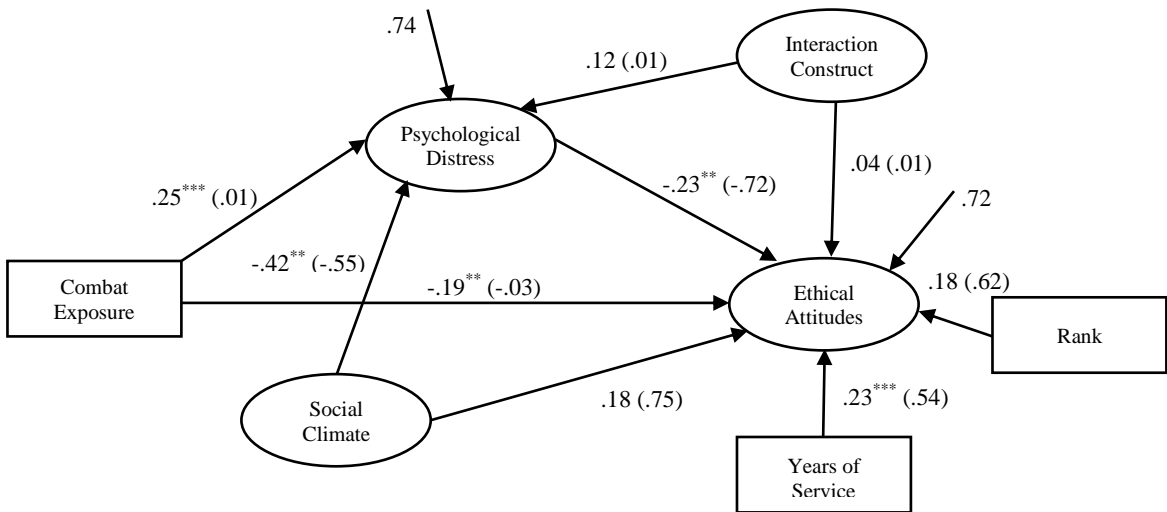 .74
Interaction
Construct
.12 (.01)
Psychological
Distress
.04 (.01)
-.23** (-.72)
.25*** (.01)
.72
-.42** (-.55)
Combat
Exposure
-.19** (-.03)
Ethical
Attitudes
.18 (.62)
Rank
Social
Climate
.18 (.75)
.23*** (.54)
Years of
Service